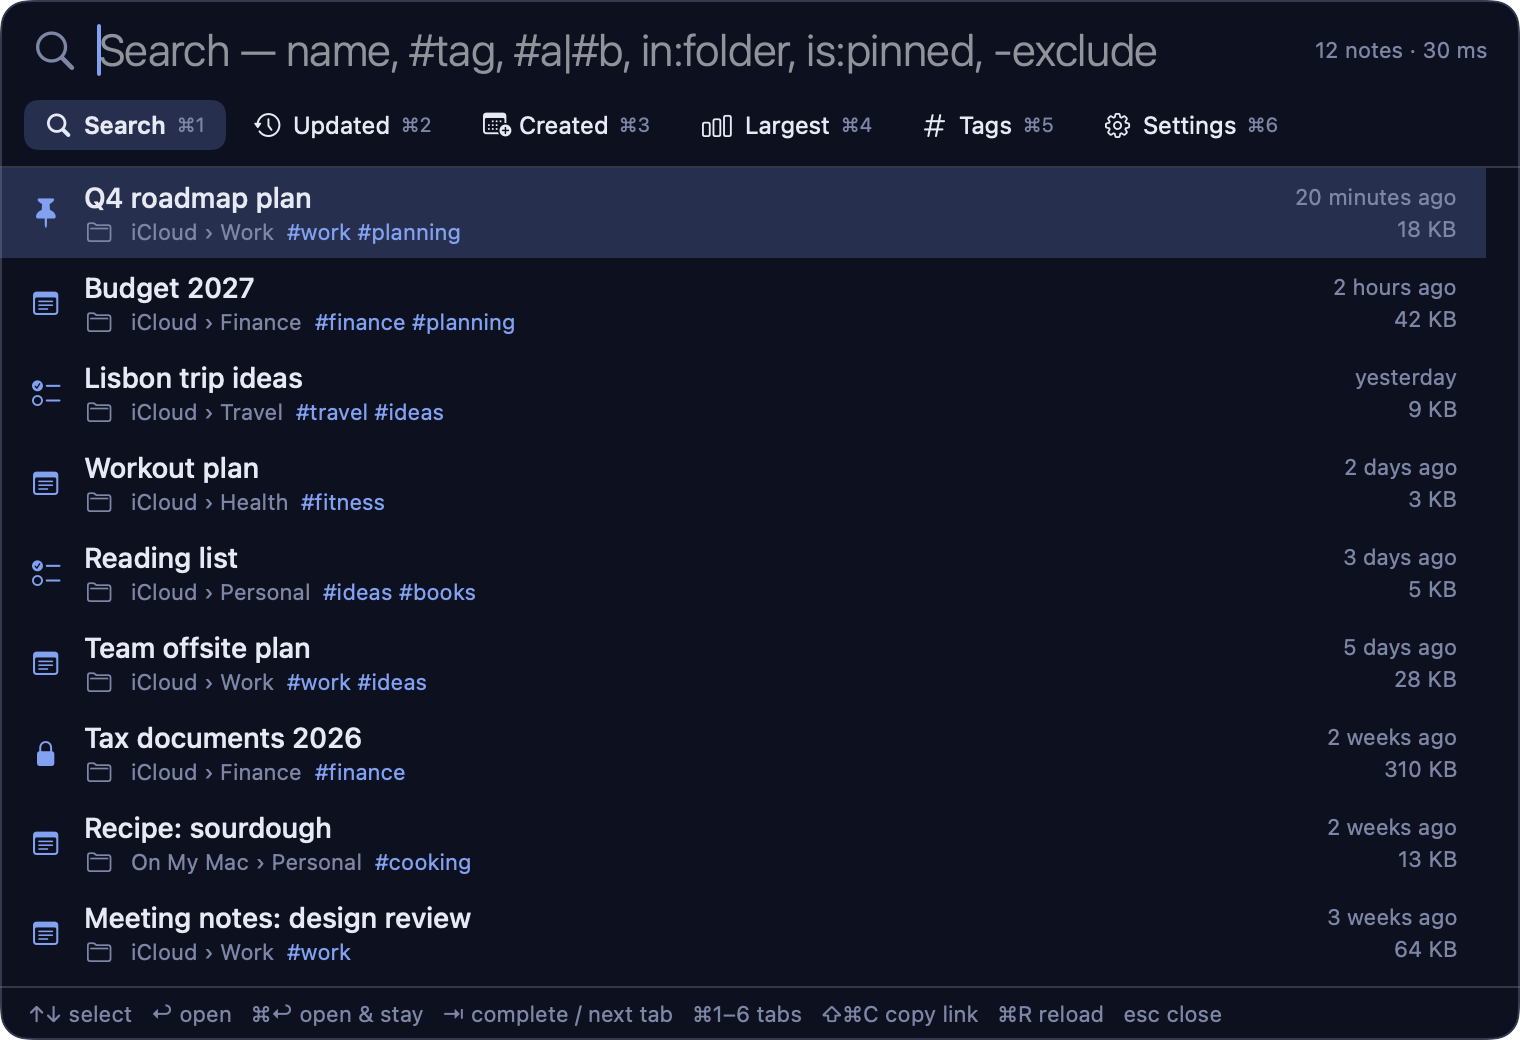 Search — name, #tag, #a|#b, in:folder, is:pinned, -exclude 12 notes · 30 ms
Search ⌘1 Updated ⌘2 Created ⌘3 Largest ⌘4 # Tags ⌘5 Settings ⌘6
Q4 roadmap plan 20 minutes ago
iCloud › Work #work #planning 18 KB
Budget 2027 2 hours ago
iCloud › Finance #finance #planning 42 KB
Lisbon trip ideas yesterday
iCloud › Travel #travel #ideas 9 KB
Workout plan 2 days ago
iCloud › Health #fitness 3 KB
Reading list 3 days ago
iCloud › Personal #ideas #books 5 KB
Team offsite plan 5 days ago
iCloud › Work #work #ideas 28 KB
Tax documents 2026 2 weeks ago
iCloud › Finance #finance 310 KB
Recipe: sourdough 2 weeks ago
On My Mac › Personal #cooking 13 KB
Meeting notes: design review 3 weeks ago
iCloud › Work #work 64 KB
↑↓ select ↩ open ⌘↩ open & stay ⇥ complete / next tab ⌘1–6 tabs ⇧⌘C copy link ⌘R reload esc close